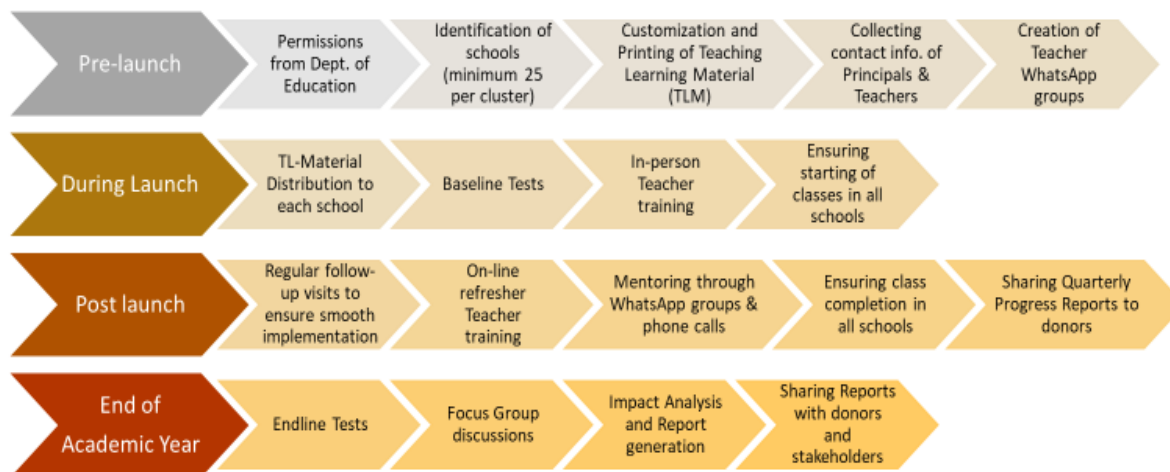 Pre-launch
Permissions
from Dept. of
Education
Identification of
schools
(minimum 25
per cluster)
Customization and
Printing of Teaching
Learning Material
(TLM)
Collecting
contact info. of
Principals &
Teachers
Creation of
Teacher
WhatsApp
groups
During Launch
TL-Material
Distribution to
each school
Baseline Tests
In-person
Teacher
training
Ensuring
starting of
classes in all
schools
Post launch
Regular follow-
up visits to
ensure smooth
implementation
On-line
refresher
Teacher
training
Mentoring through
WhatsApp groups &
phone calls
Ensuring class
completion in
all schools
Sharing Quarterly
Progress Reports to
donors
End of
Academic Year
Endline Tests
Focus Group
discussions
Impact Analysis
and Report
generation
Sharing Reports
with donors
and
stakeholders